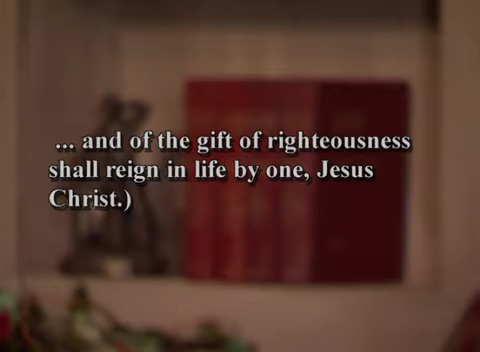 ... and of the gift of righteousness
shall reign in life by one, Jesus
Christ.)